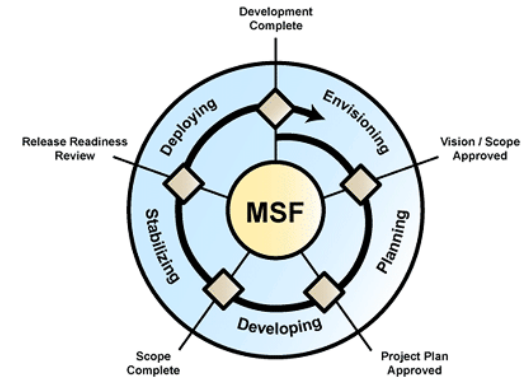 Development
Complete
Envisioning
Deploying
Release Readiness
Review
Vision / Scope
Approved
MSF
Stabilizing
Planning
Developing
Scope
Complete
Project Plan
Approved